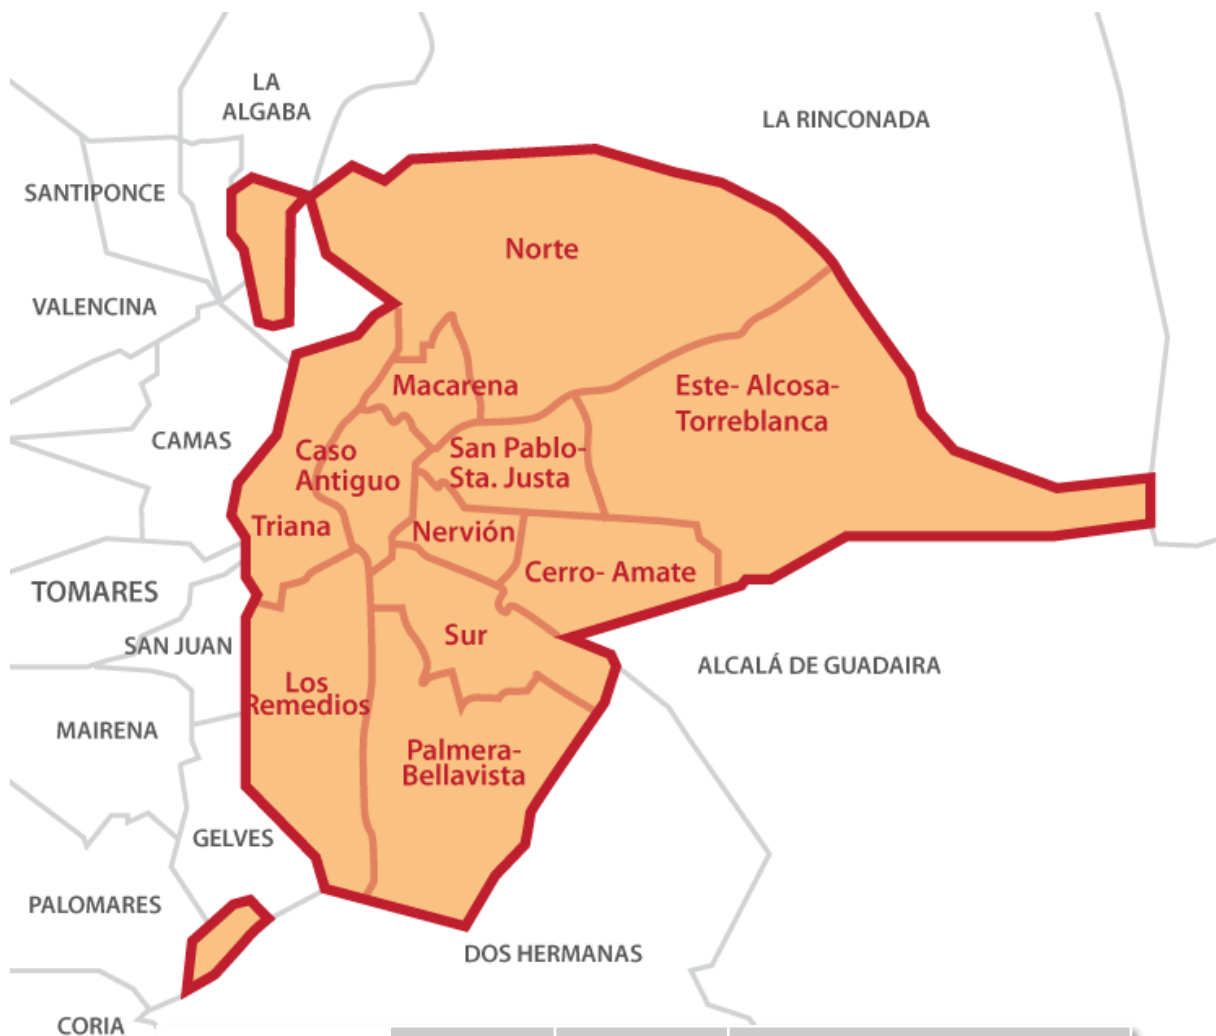 LA
ALGABA
LA RINCONADA
SANTIPONCE
Norte
VALENCINA
Macarena
Este- Alcosa-
Torreblanca
CAMAS
Caso
Antiguo
San Pablo-
Sta. Justa
Triana
Nervión
Cerro- Amate
TOMARES
SAN JUAN
Sur
ALCALÁ DE GUADAIRA
Los
Remedios
MAIRENA
Palmera-
Bellavista
GELVES
PALOMARES
DOS HERMANAS
CORIA